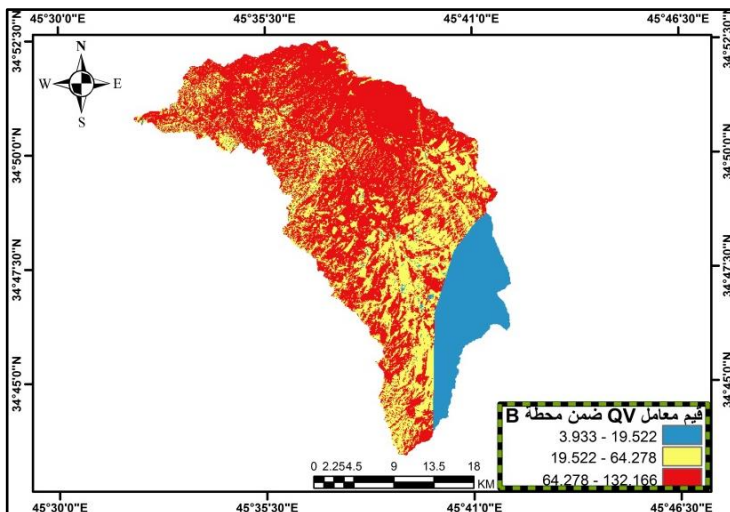 45°30'0"E 45°35'30"E 45°41'0"E 45°46'30"E
34°52'30"N 34°52'30"N
N
W E
S
34°50'0"N 34°50'0"N
34°47'30"N 34°47'30"N
34°45'0"N 34°45'0"N
قيم معامل QV ضمن محطة B
3.933 - 19.522
19.522 - 64.278
64.278 - 132.166
0 2.25 4.5 9 13.5 18
KM
45°30'0"E 45°35'30"E 45°41'0"E 45°46'30"E